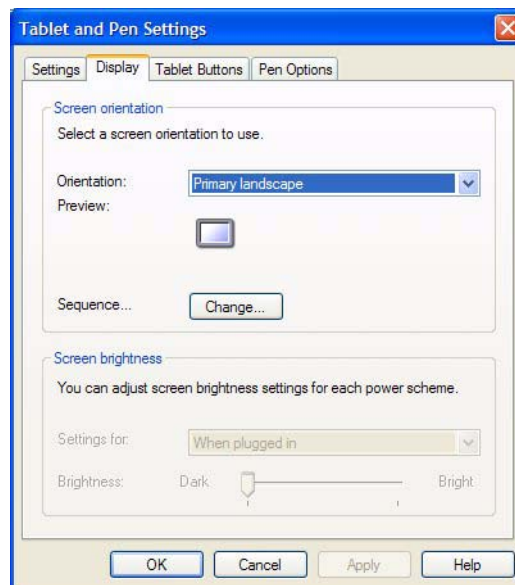 Tablet and Pen Settings
Settings Display Tablet Buttons Pen Options
Screen orientation
Select a screen orientation to use.
Orientation: Primary landscape
Preview:
Sequence... Change...
Screen brightness
You can adjust screen brightness settings for each power scheme.
Settings for: When plugged in
Brightness: Dark Bright
OK Cancel Apply Help